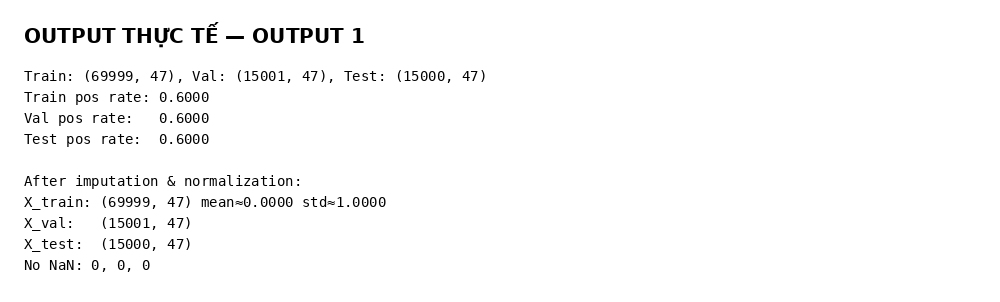 OUTPUT THỰC TẾ — OUTPUT 1
Train: (69999, 47), Val: (15001, 47), Test: (15000, 47)
Train pos rate: 0.6000
Val pos rate:   0.6000
Test pos rate:  0.6000
After imputation & normalization:
X_train: (69999, 47) mean≈0.0000 std≈1.0000
X_val:   (15001, 47)
X_test:  (15000, 47)
No NaN: 0, 0, 0